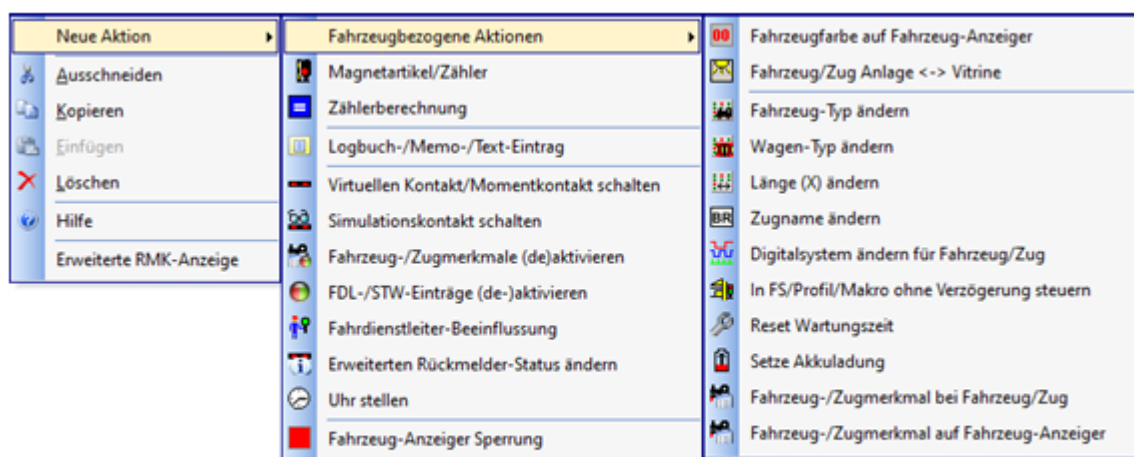 Neue Aktion
Ausschneiden
Kopieren
Einfügen
Löschen
Hilfe
Erweiterte RMK-Anzeige
Fahrzeugbezogene Aktionen
Magnetartikel/Zähler
Zählerberechnung
Logbuch-/Memo-/Text-Eintrag
Virtuellen Kontakt/Momentkontakt schalten
Simulationskontakt schalten
Fahrzeug-/Zugmerkmale (de)aktivieren
FDL-/STW-Einträge (de-)aktivieren
Fahrdienstleiter-Beeinflussung
Erweiterten Rückmelder-Status ändern
Uhr stellen
Fahrzeug-Anzeiger Sperrung
00 Fahrzeugfarbe auf Fahrzeug-Anzeiger
Fahrzeug/Zug Anlage <-> Vitrine
Fahrzeug-Typ ändern
Wagen-Typ ändern
Länge (X) ändern
BR Zugname ändern
Digitalsystem ändern für Fahrzeug/Zug
In FS/Profil/Makro ohne Verzögerung steuern
Reset Wartungszeit
Setze Akkuladung
Fahrzeug-/Zugmerkmal bei Fahrzeug/Zug
Fahrzeug-/Zugmerkmal auf Fahrzeug-Anzeiger